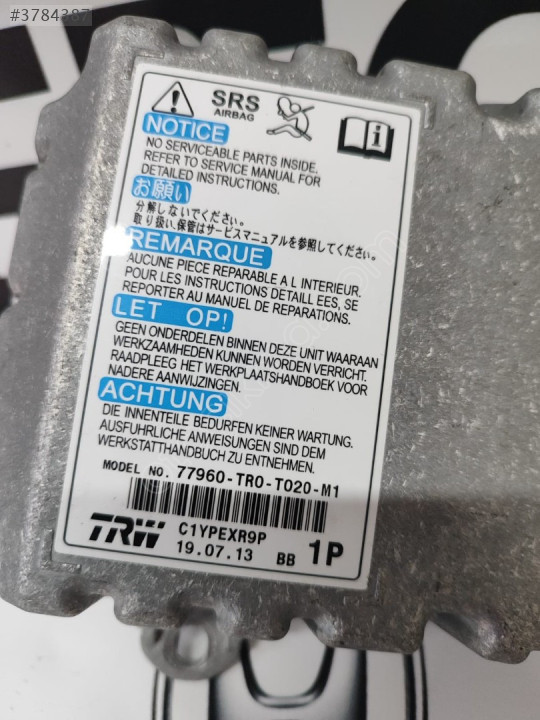 #3784387
SRS
AIRBAG
NOTICE
NO SERVICEABLE PARTS INSIDE.
REFER TO SERVICE MANUAL FOR
DETAILED INSTRUCTIONS.
お願い
分解しないでください。
取り扱い、保管はサービスマニュアルを参照してください。
REMARQUE
AUCUNE PIECE REPARABLE A L INTERIEUR.
POUR LES INSTRUCTIONS DETAILL EES, SE
REPORTER AU MANUEL DE REPARATIONS.
LET OP!
GEEN ONDERDELEN BINNEN DEZE UNIT WAARAAN
WERKZAAMHEDEN KUNNEN WORDEN VERRICHT.
RAADPLEEG HET WERKPLAATSHANDBOEK VOOR
NADERE AANWIJZINGEN.
ACHTUNG
DIE INNENTEILE BEDURFEN KEINER WARTUNG.
AUSFUHRLICHE ANWEISUNGEN SIND DEM
WERKSTATTHANDBUCH ZU ENTNEHMEN.
MODEL NO. 77960-TR0-T020-M1
TRW C1YPEXR9P
19.07.13 BB 1P